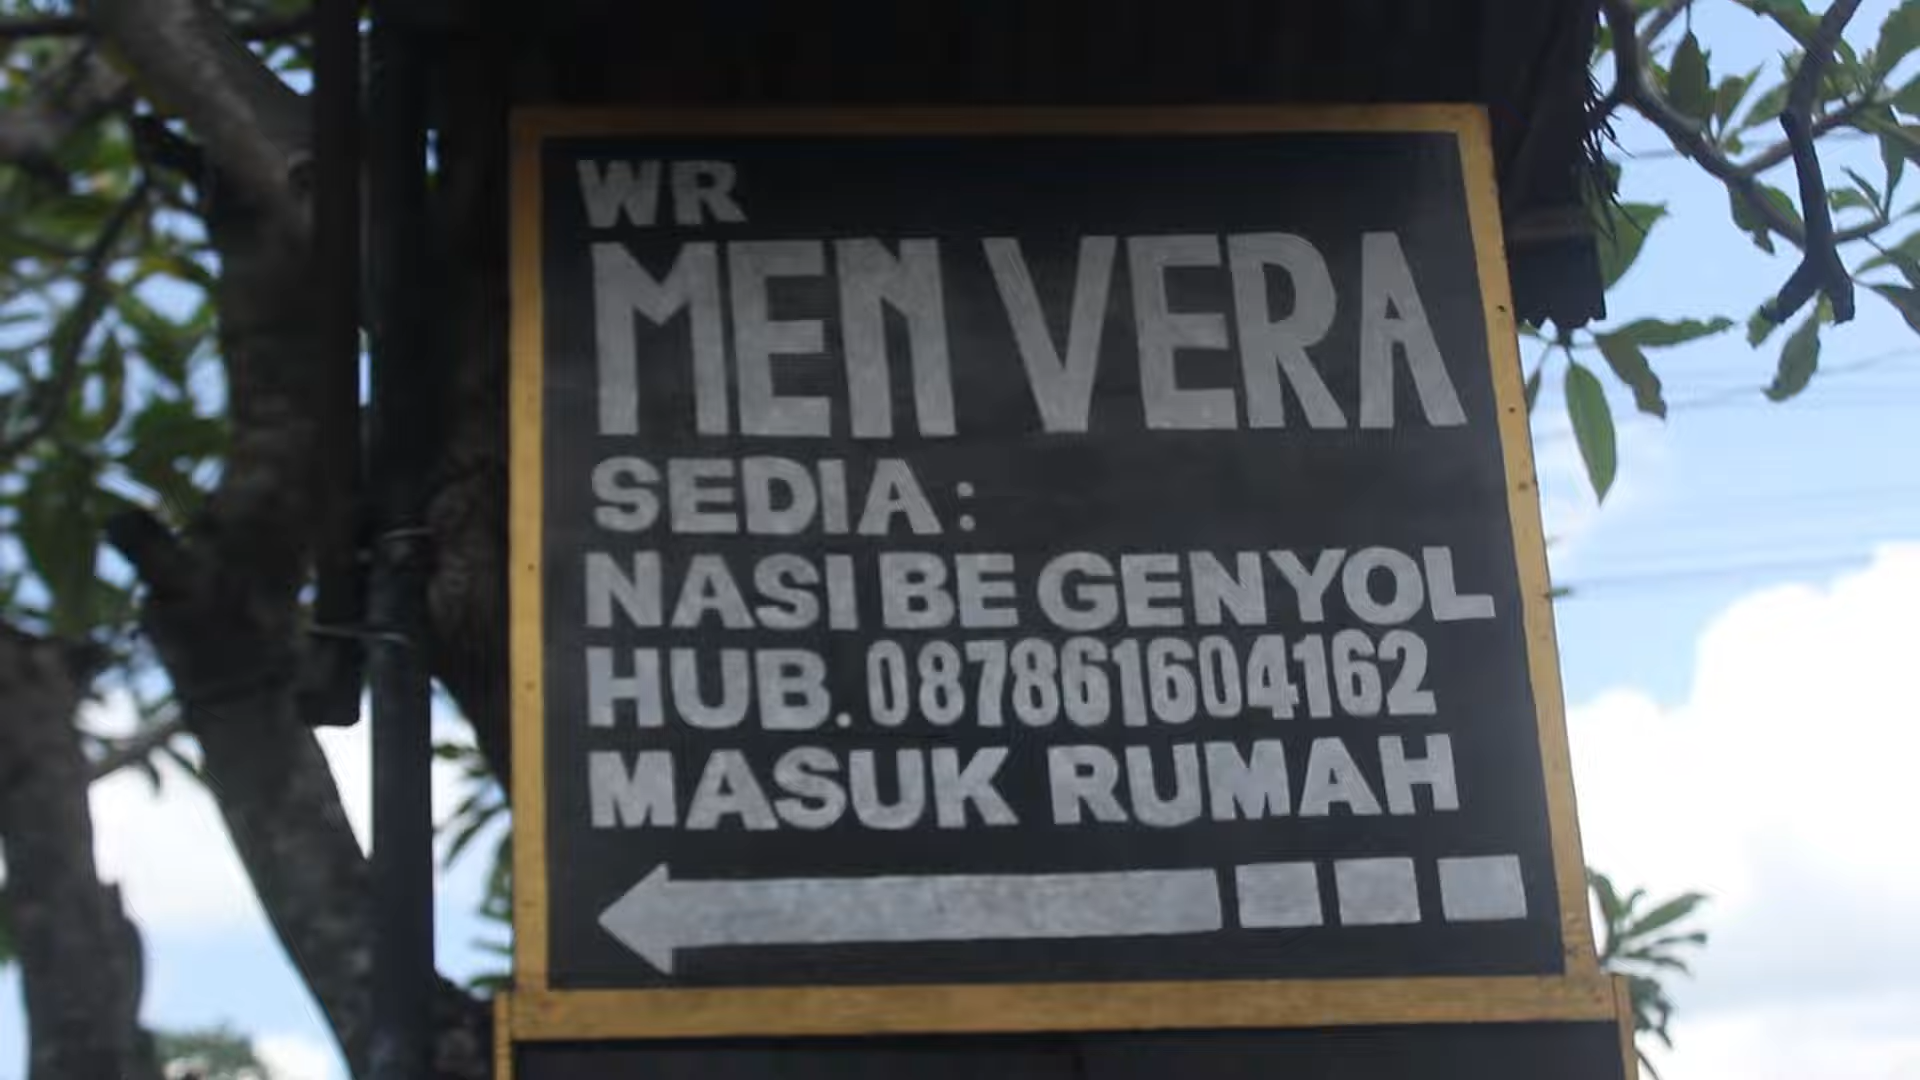 WR
MEN VERA
SEDIA :
NASI BE GENYOL
HUB. 087861604162
MASUK RUMAH